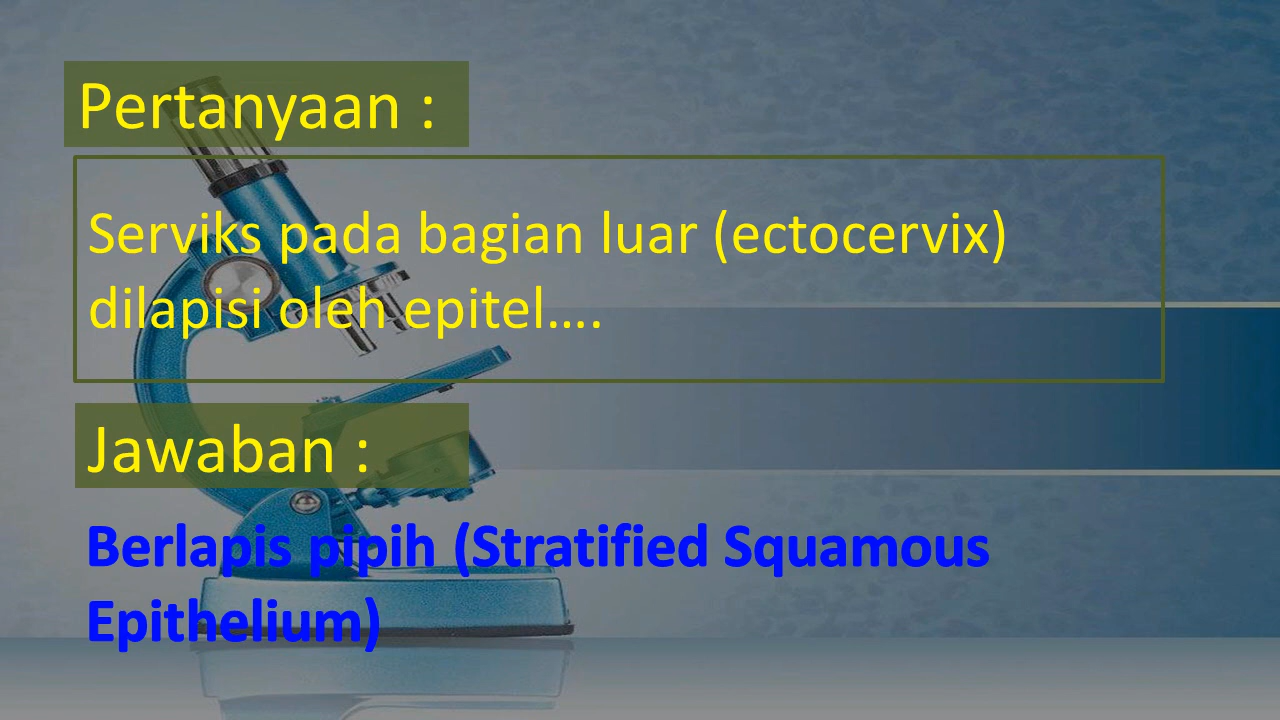 Pertanyaan :
Serviks pada bagian luar (ectocervix)
dilapisi oleh epitel….
Jawaban :
Berlapis pipih (Stratified Squamous
Epithelium)